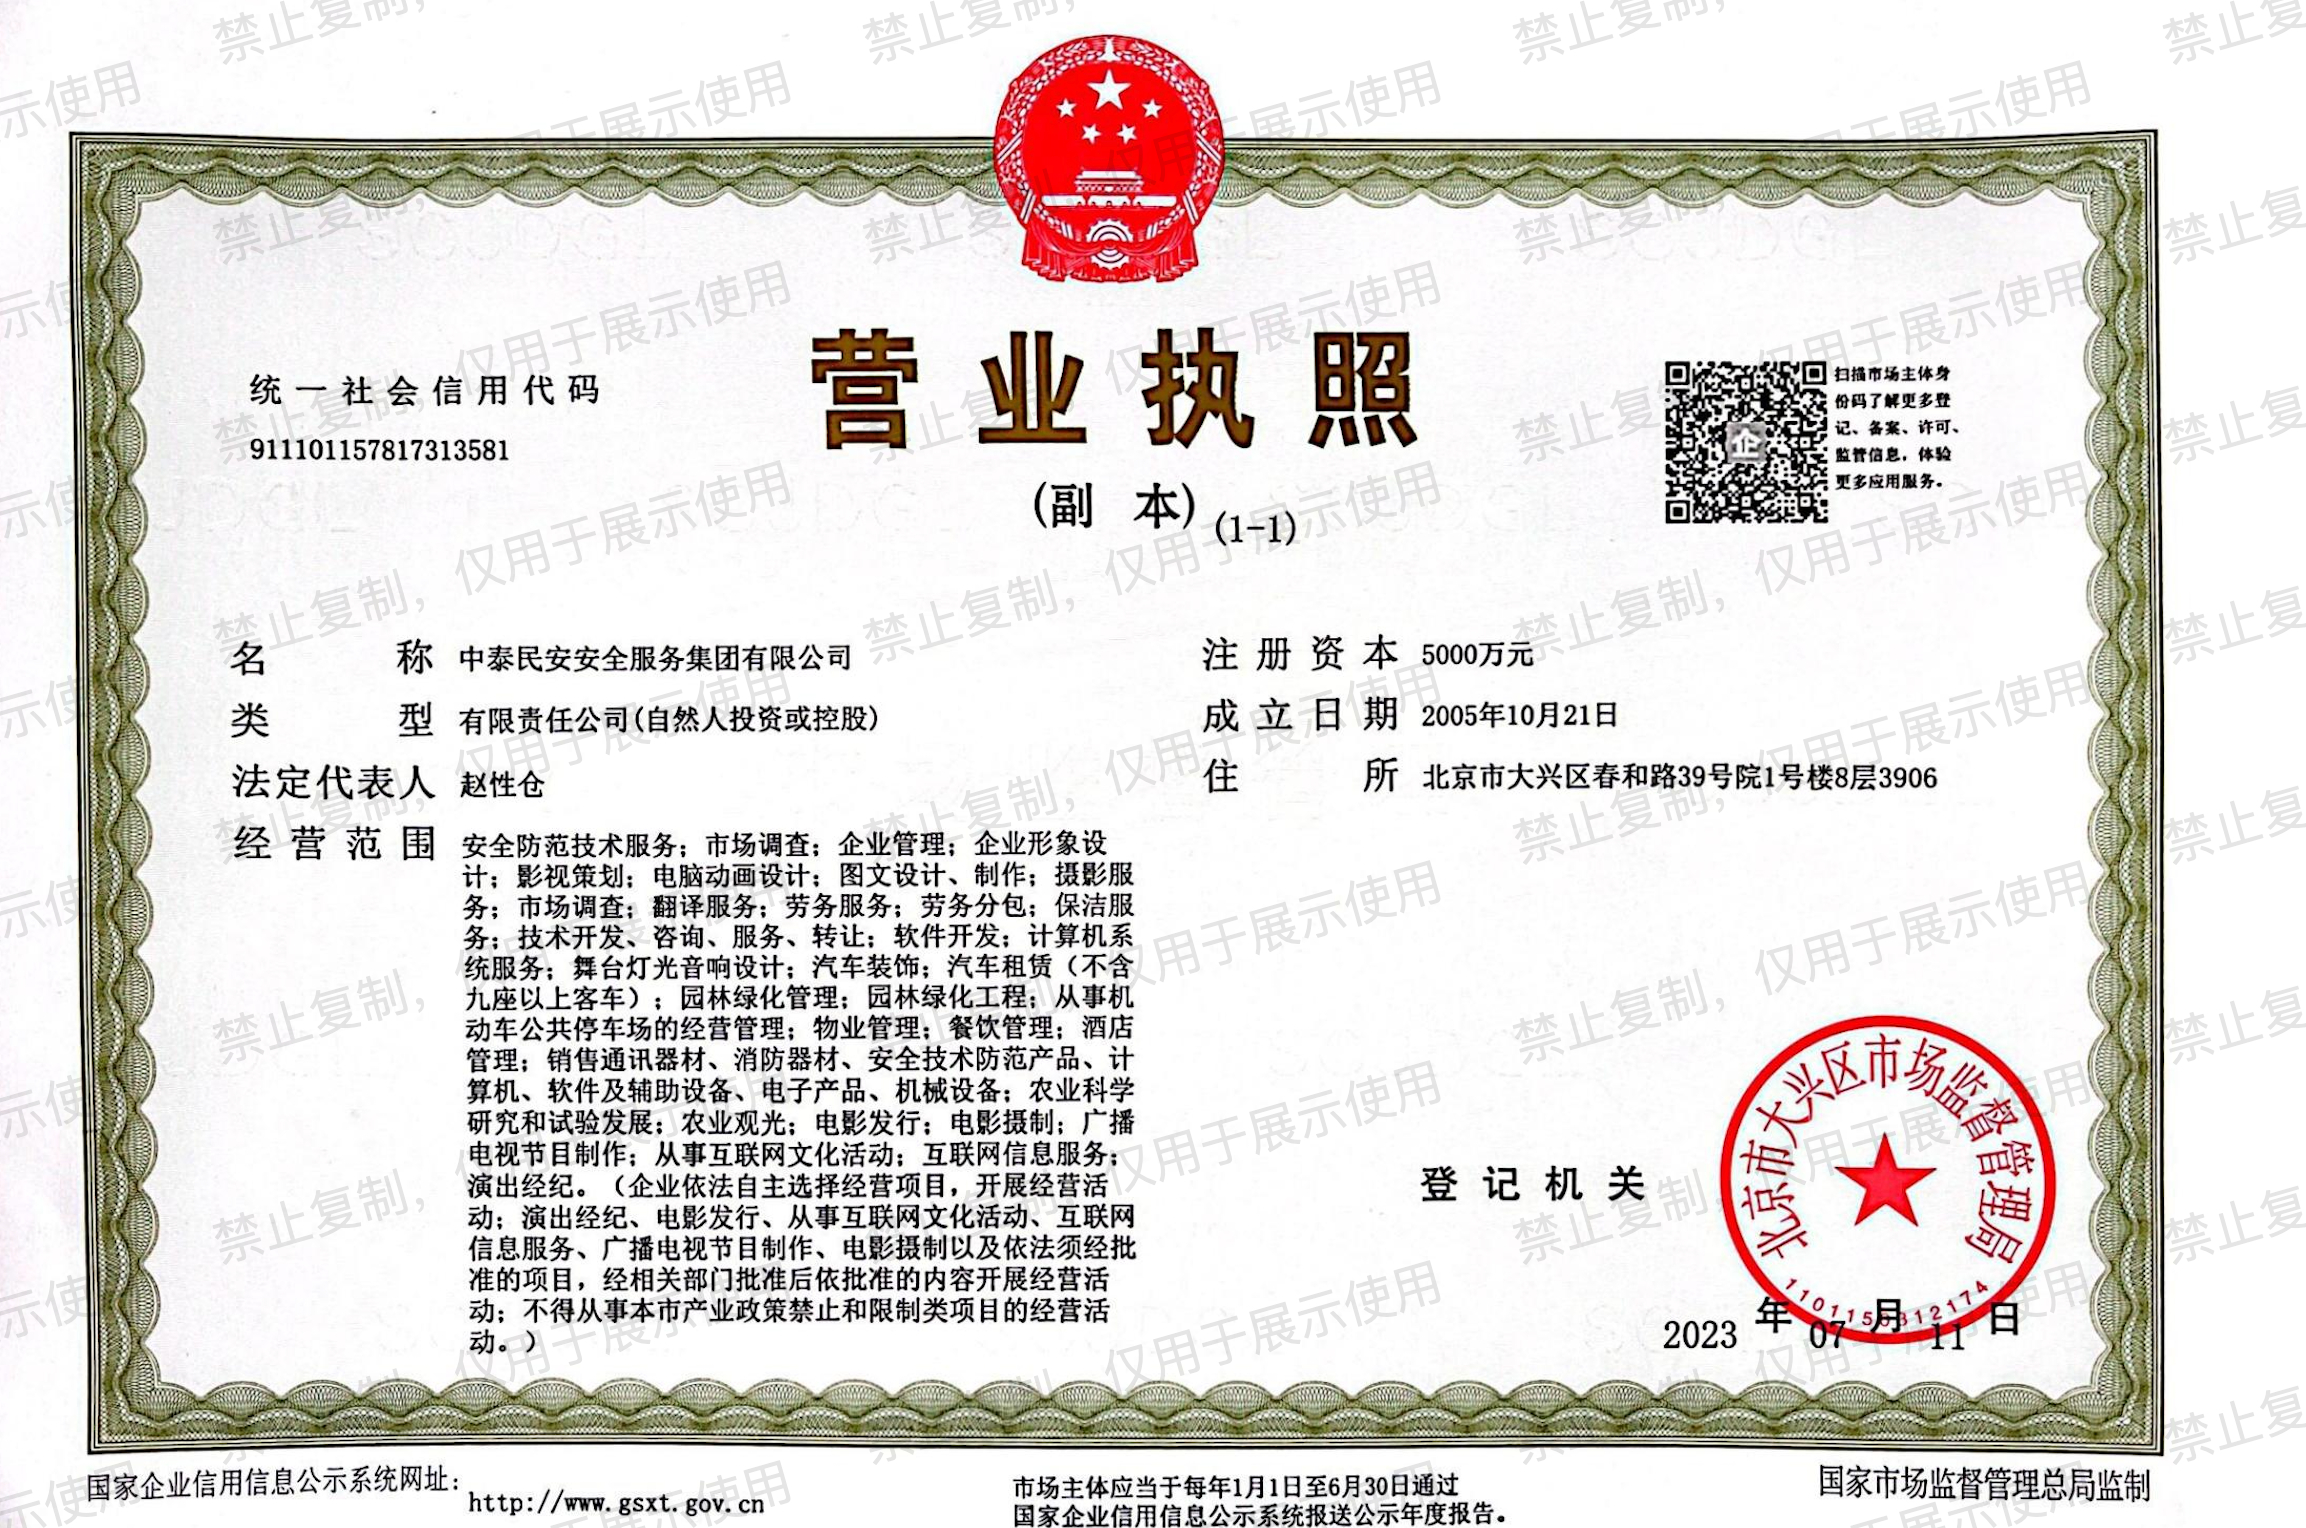 营业执照
(副 本) (1-1)
统一社会信用代码
911101157817313581
扫描市场主体身
份码了解更多登
记、备案、许可、
监管信息，体验
更多应用服务。
名 称 中泰民安安全服务集团有限公司
类 型 有限责任公司(自然人投资或控股)
法定代表人 赵性仓
经营范围 安全防范技术服务；市场调查；企业管理；企业形象设
计；影视策划；电脑动画设计；图文设计、制作；摄影服
务；市场调查；翻译服务；劳务服务；劳务分包；保洁服
务；技术开发、咨询、服务、转让；软件开发；计算机系
统服务；舞台灯光音响设计；汽车装饰；汽车租赁（不含
九座以上客车）；园林绿化管理；园林绿化工程；从事机
动车公共停车场的经营管理；物业管理；餐饮管理；酒店
管理；销售通讯器材、消防器材、安全技术防范产品、计
算机、软件及辅助设备、电子产品、机械设备；农业科学
研究和试验发展；农业观光；电影发行；电影摄制；广播
电视节目制作；从事互联网文化活动；互联网信息服务；
演出经纪。（企业依法自主选择经营项目，开展经营活
动；演出经纪、电影发行、从事互联网文化活动、互联网
信息服务、广播电视节目制作、电影摄制以及依法须经批
准的项目，经相关部门批准后依批准的内容开展经营活
动；不得从事本市产业政策禁止和限制类项目的经营活
动。）
注册资本 5000万元
成立日期 2005年10月21日
住 所 北京市大兴区春和路39号院1号楼8层3906
登记机关
北京市大兴区市场监督管理局
2023 年 07 月 11 日
国家企业信用信息公示系统网址：
http://www.gsxt.gov.cn
市场主体应当于每年1月1日至6月30日通过
国家企业信用信息公示系统报送公示年度报告。
国家市场监督管理总局监制
禁止复制，仅用于展示使用